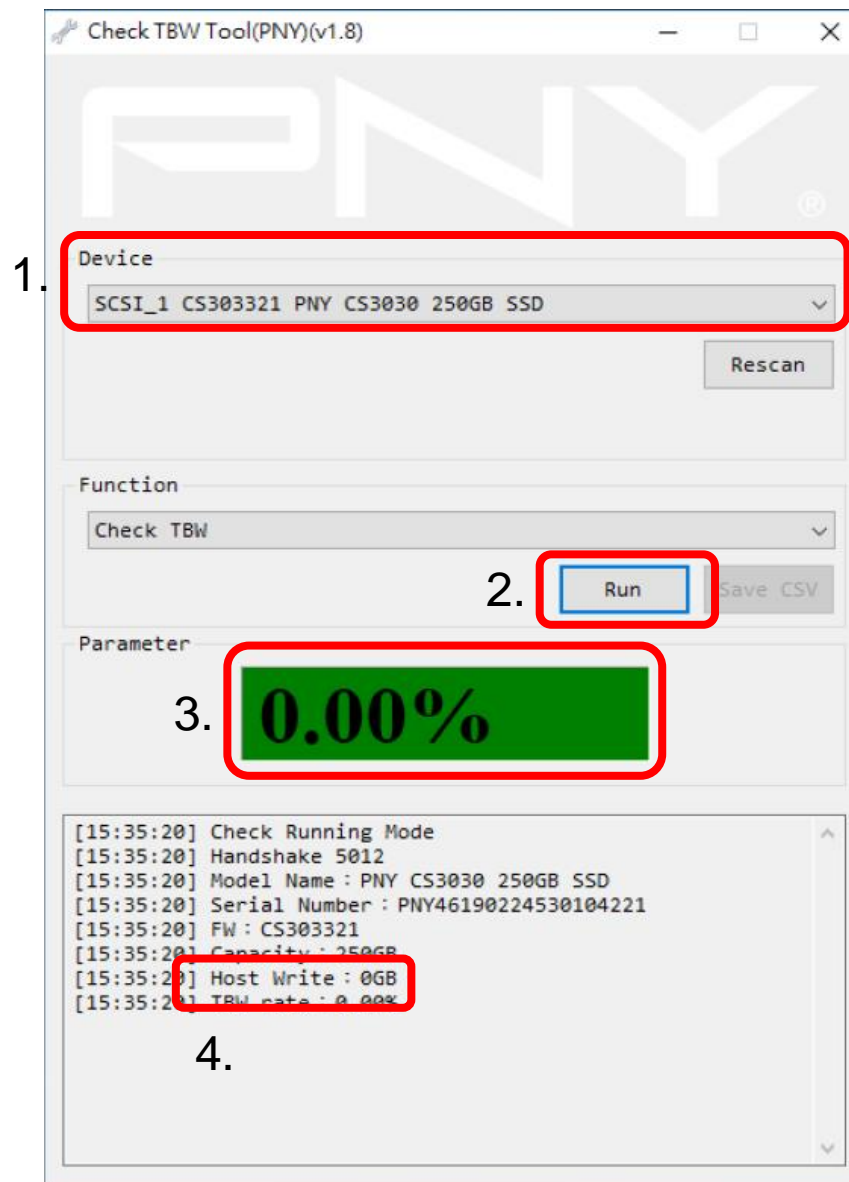 Check TBW Tool(PNY)(v1.8)
PNY®
1.
Device
SCSI_1 CS303321 PNY CS3030 250GB SSD
Rescan
Function
Check TBW
2.
Run
Save CSV
Parameter
3.
0.00%
[15:35:20] Check Running Mode
[15:35:20] Handshake 5012
[15:35:20] Model Name：PNY CS3030 250GB SSD
[15:35:20] Serial Number：PNY46190224530104221
[15:35:20] FW：CS303321
[15:35:20] Capacity：250GB
[15:35:20] Host Write：0GB
[15:35:20] TBW rate：0.00%
4.